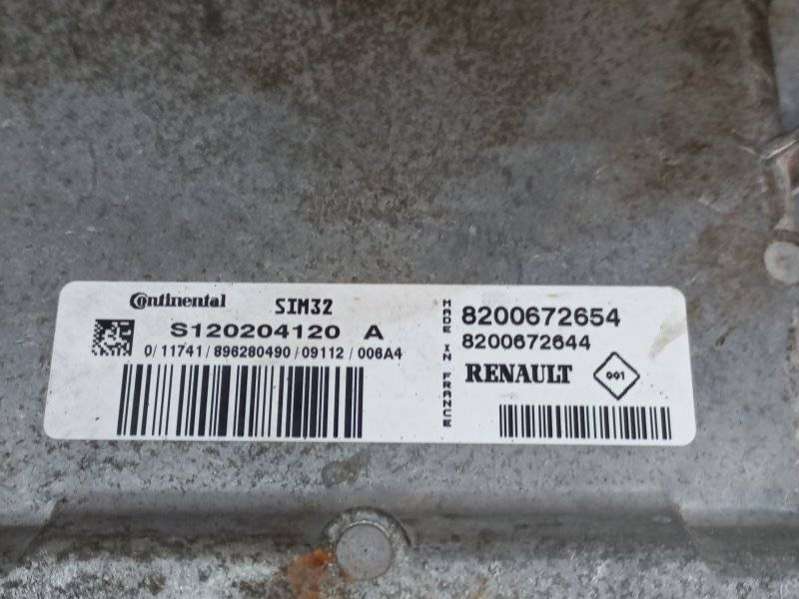 Continental SIM32
S120204120 A
0/11741/896280490/09112/006A4
MADE IN FRANCE
8200672654
8200672644
RENAULT
001